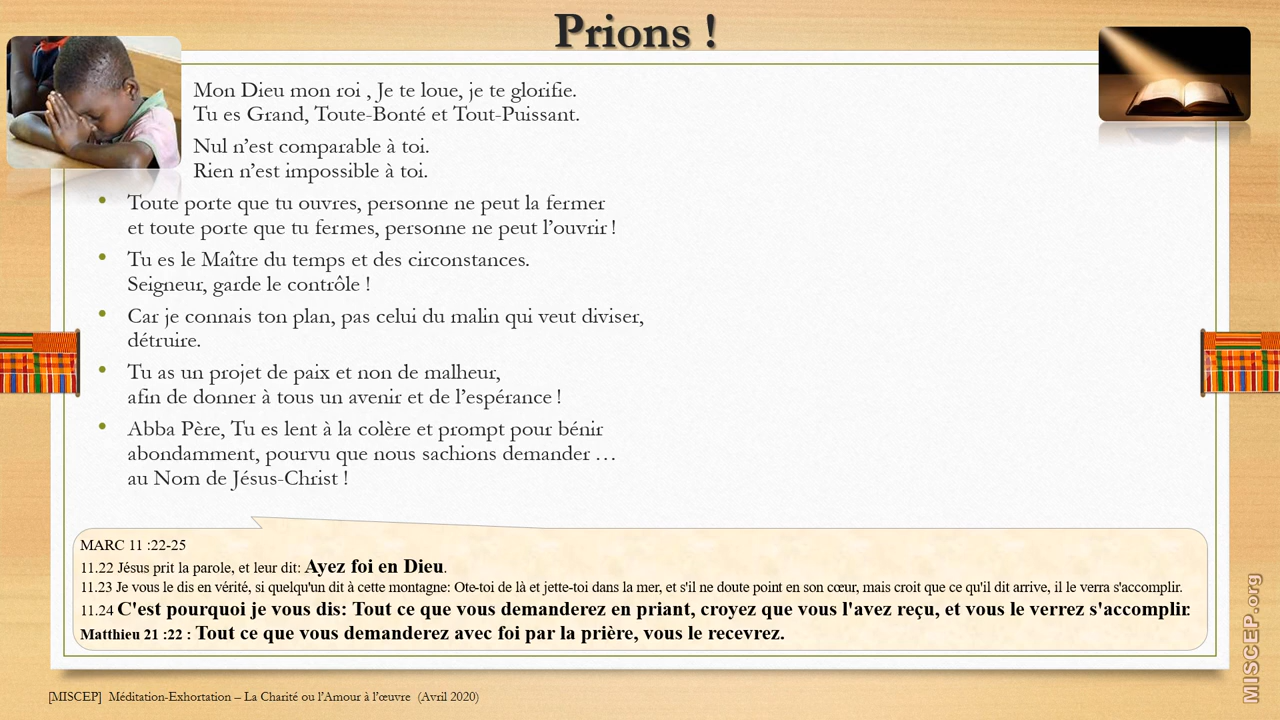 Prions !
Mon Dieu mon roi , Je te loue, je te glorifie.
Tu es Grand, Toute-Bonté et Tout-Puissant.
Nul n’est comparable à toi.
Rien n’est impossible à toi.
• Toute porte que tu ouvres, personne ne peut la fermer
et toute porte que tu fermes, personne ne peut l’ouvrir !
• Tu es le Maître du temps et des circonstances.
Seigneur, garde le contrôle !
• Car je connais ton plan, pas celui du malin qui veut diviser,
détruire.
• Tu as un projet de paix et non de malheur,
afin de donner à tous un avenir et de l’espérance !
• Abba Père, Tu es lent à la colère et prompt pour bénir
abondamment, pourvu que nous sachions demander …
au Nom de Jésus-Christ !
MARC 11 :22-25
11.22 Jésus prit la parole, et leur dit: Ayez foi en Dieu.
11.23 Je vous le dis en vérité, si quelqu'un dit à cette montagne: Ote-toi de là et jette-toi dans la mer, et s'il ne doute point en son cœur, mais croit que ce qu'il dit arrive, il le verra s'accomplir.
11.24 C'est pourquoi je vous dis: Tout ce que vous demanderez en priant, croyez que vous l'avez reçu, et vous le verrez s'accomplir.
Matthieu 21 :22 : Tout ce que vous demanderez avec foi par la prière, vous le recevrez.
[MISCEP] Méditation-Exhortation – La Charité ou l’Amour à l’œuvre (Avril 2020)
MISCEP.org